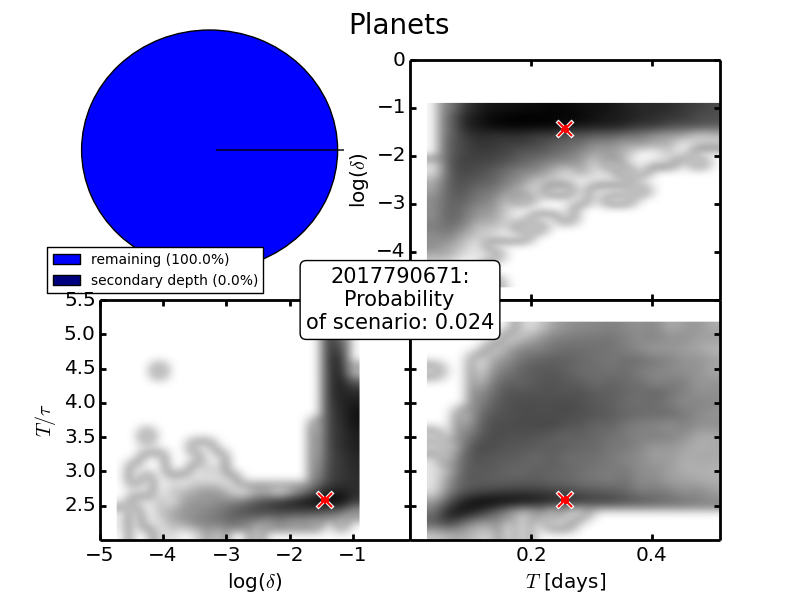 Planets
0
−1
−2
−3
−4
log(δ)
remaining (100.0%)
secondary depth (0.0%)
2017790671:
Probability
of scenario: 0.024
5.5
5.0
4.5
4.0
3.5
3.0
2.5
T/τ
−5 −4 −3 −2 −1
log(δ)
0.2 0.4
T [days]